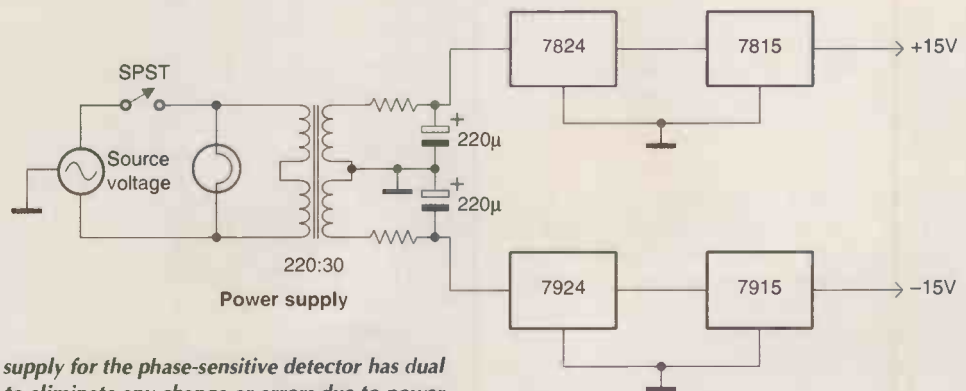 SPST
Source
voltage
220:30
Power supply
+
220µ
+
220µ
7824
7815
+15V
7924
7915
−15V
supply for the phase-sensitive detector has dual
to eliminate any change or errors due to power